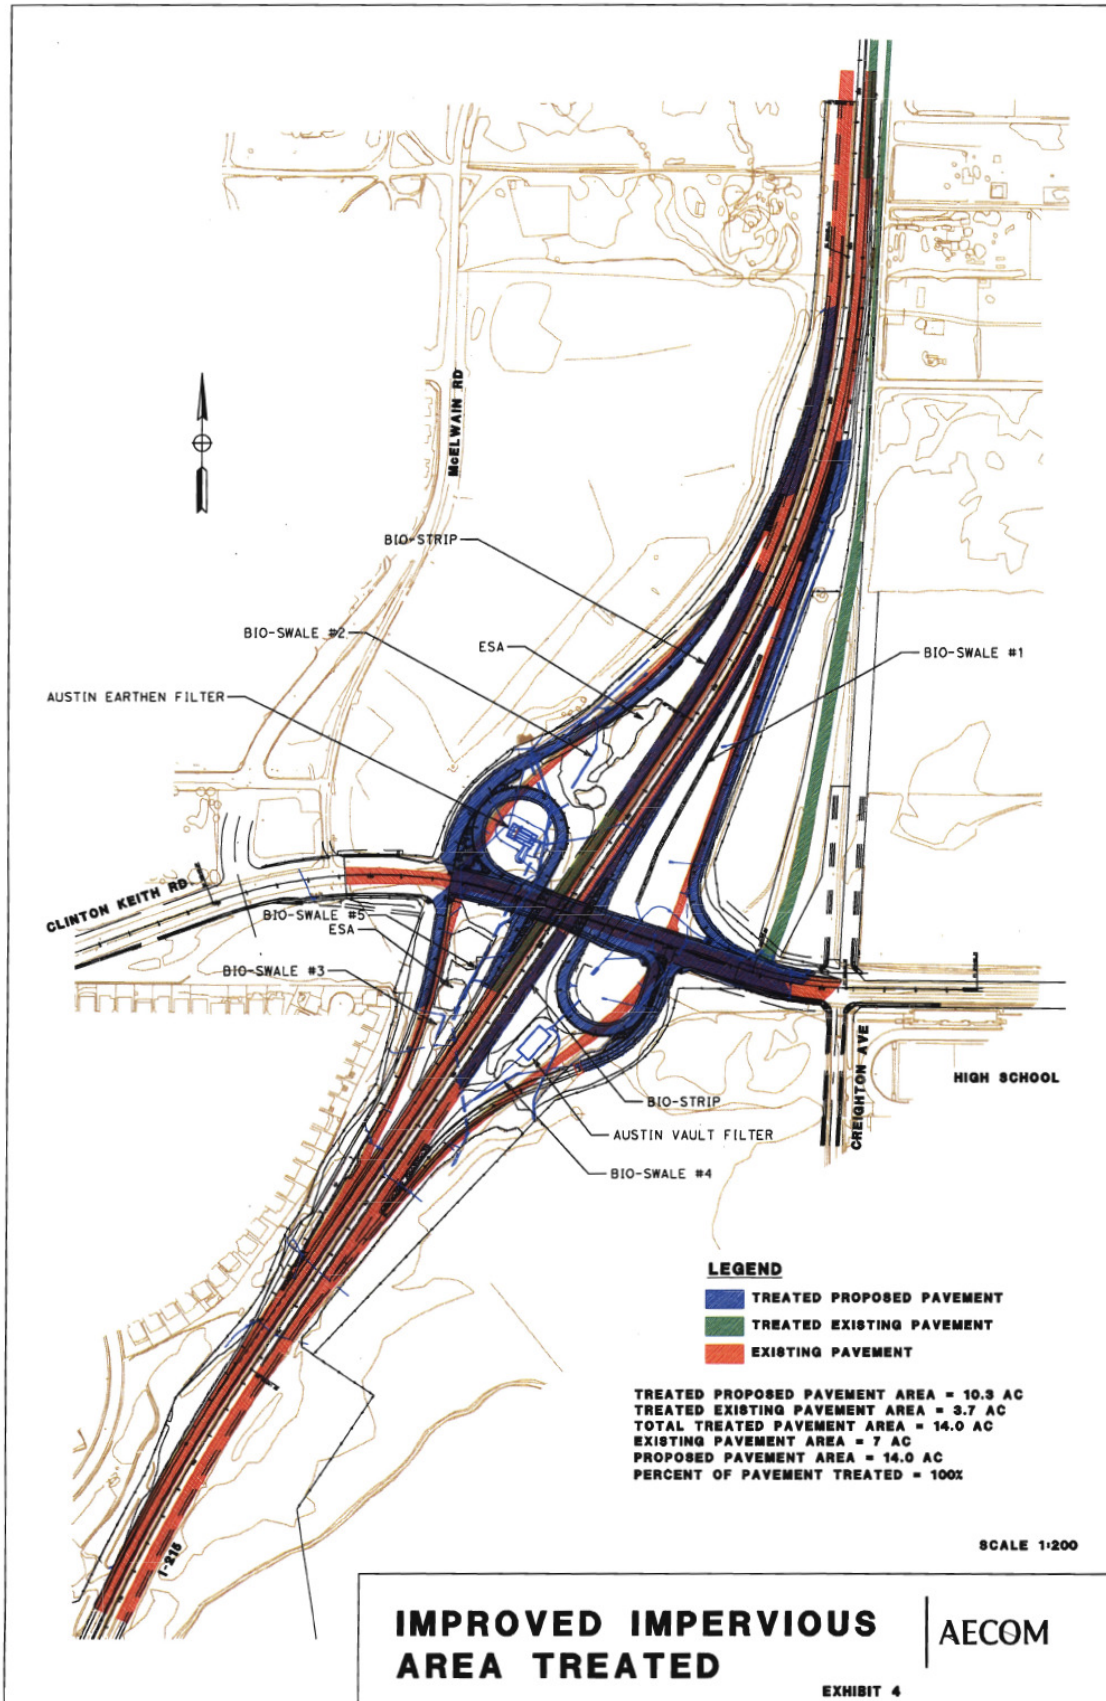 McELWAIN RD
BIO-STRIP
BIO-SWALE #2
ESA
BIO-SWALE #1
AUSTIN EARTHEN FILTER
CLINTON KEITH RD.
BIO-SWALE #5
ESA
BIO-SWALE #3
CREIGHTON AVE
HIGH SCHOOL
BIO-STRIP
AUSTIN VAULT FILTER
BIO-SWALE #4
LEGEND
TREATED PROPOSED PAVEMENT
TREATED EXISTING PAVEMENT
EXISTING PAVEMENT
TREATED PROPOSED PAVEMENT AREA = 10.3 AC
TREATED EXISTING PAVEMENT AREA = 3.7 AC
TOTAL TREATED PAVEMENT AREA = 14.0 AC
EXISTING PAVEMENT AREA = 7 AC
PROPOSED PAVEMENT AREA = 14.0 AC
PERCENT OF PAVEMENT TREATED = 100%
I-215
SCALE 1:200
IMPROVED IMPERVIOUS
AREA TREATED
AECOM
EXHIBIT 4